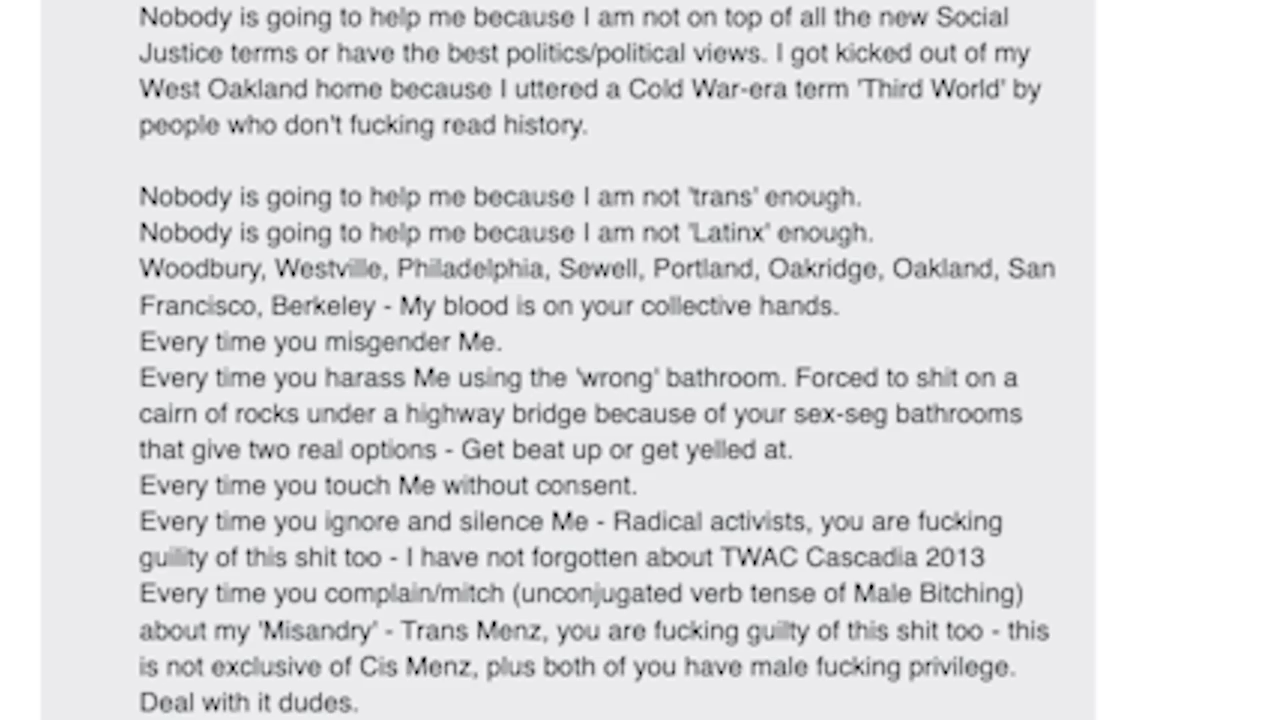 Nobody is going to help me because I am not on top of all the new Social
Justice terms or have the best politics/political views. I got kicked out of my
West Oakland home because I uttered a Cold War-era term 'Third World' by
people who don't fucking read history.
Nobody is going to help me because I am not 'trans' enough.
Nobody is going to help me because I am not 'Latinx' enough.
Woodbury, Westville, Philadelphia, Sewell, Portland, Oakridge, Oakland, San
Francisco, Berkeley - My blood is on your collective hands.
Every time you misgender Me.
Every time you harass Me using the 'wrong' bathroom. Forced to shit on a
cairn of rocks under a highway bridge because of your sex-seg bathrooms
that give two real options - Get beat up or get yelled at.
Every time you touch Me without consent.
Every time you ignore and silence Me - Radical activists, you are fucking
guility of this shit too - I have not forgotten about TWAC Cascadia 2013
Every time you complain/mitch (unconjugated verb tense of Male Bitching)
about my 'Misandry' - Trans Menz, you are fucking guilty of this shit too - this
is not exclusive of Cis Menz, plus both of you have male fucking privilege.
Deal with it dudes.